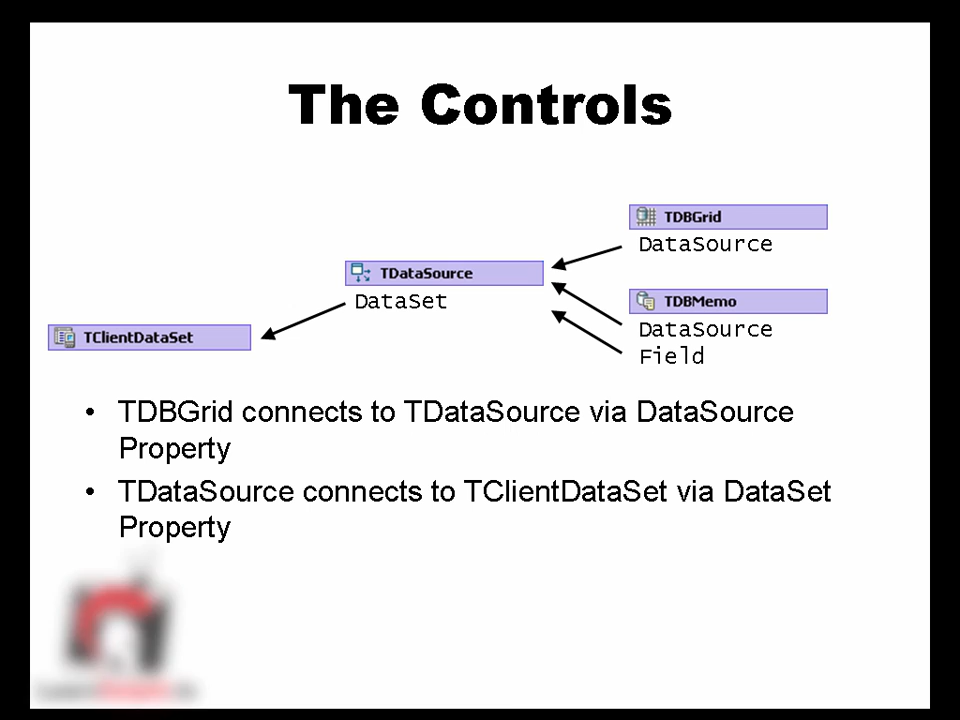 The Controls
TDBGrid
DataSource
TDataSource
DataSet
TDBMemo
DataSource
Field
TClientDataSet
• TDBGrid connects to TDataSource via DataSource
Property
• TDataSource connects to TClientDataSet via DataSet
Property